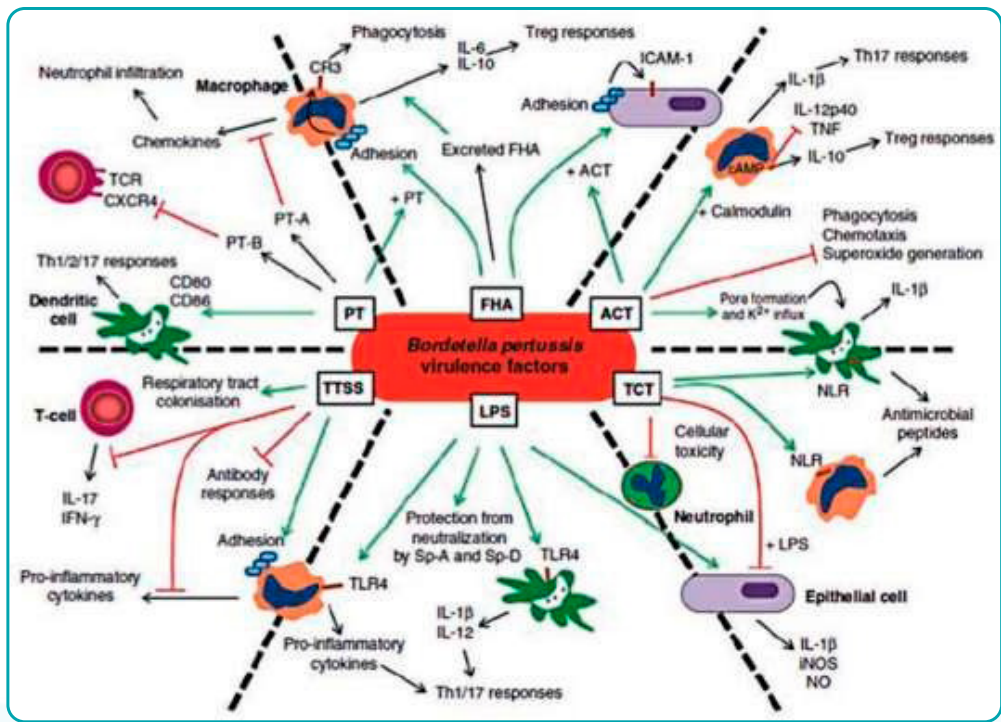 Phagocytosis
IL-6
IL-10
Treg responses
CR3
Macrophage
Neutrophil infiltration
Chemokines
Adhesion
Excreted FHA
+ PT
TCR
CXCR4
PT-A
PT-B
Th1/2/17 responses
CD80
CD86
Dendritic
cell
ICAM-1
Adhesion
+ ACT
IL-1β
Th17 responses
IL-12p40
TNF
cAMP
IL-10
Treg responses
+ Calmodulin
Phagocytosis
Chemotaxis
Superoxide generation
Pore formation
and K2+ influx
IL-1β
NLR
Antimicrobial
peptides
NLR
PT
FHA
ACT
Bordetella pertussis
virulence factors
TTSS
LPS
TCT
Respiratory tract
colonisation
T-cell
IL-17
IFN-γ
Antibody
responses
Adhesion
Pro-inflammatory
cytokines
TLR4
Pro-inflammatory
cytokines
Protection from
neutralization
by Sp-A and Sp-D
TLR4
IL-1β
IL-12
Th1/17 responses
Cellular
toxicity
Neutrophil
+ LPS
Epithelial cell
IL-1β
iNOS
NO